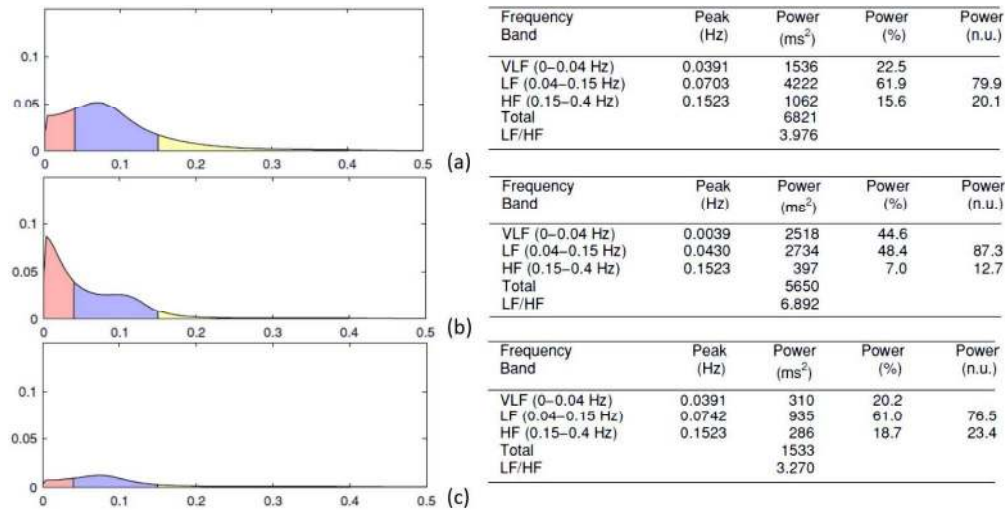 0.1
0.05
0
0 0.1 0.2 0.3 0.4 0.5
(a)
Frequency Peak Power Power Power
Band (Hz) (ms²) (%) (n.u.)
VLF (0–0.04 Hz) 0.0391 1536 22.5
LF (0.04–0.15 Hz) 0.0703 4222 61.9 79.9
HF (0.15–0.4 Hz) 0.1523 1062 15.6 20.1
Total 6821
LF/HF 3.976
0.1
0.05
0
0 0.1 0.2 0.3 0.4 0.5
(b)
Frequency Peak Power Power Power
Band (Hz) (ms²) (%) (n.u.)
VLF (0–0.04 Hz) 0.0039 2518 44.6
LF (0.04–0.15 Hz) 0.0430 2734 48.4 87.3
HF (0.15–0.4 Hz) 0.1523 397 7.0 12.7
Total 5650
LF/HF 6.892
0.1
0.05
0
0 0.1 0.2 0.3 0.4 0.5
(c)
Frequency Peak Power Power Power
Band (Hz) (ms²) (%) (n.u.)
VLF (0–0.04 Hz) 0.0391 310 20.2
LF (0.04–0.15 Hz) 0.0742 935 61.0 76.5
HF (0.15–0.4 Hz) 0.1523 286 18.7 23.4
Total 1533
LF/HF 3.270